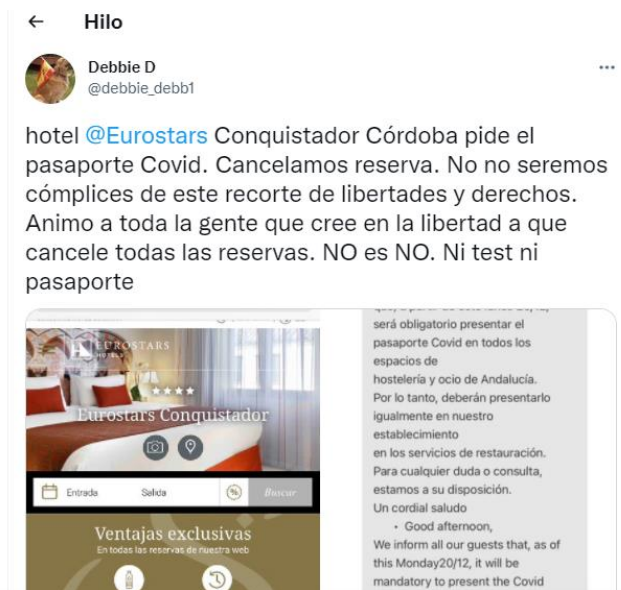 Hilo
Debbie D
@debbie_debb1
hotel @Eurostars Conquistador Córdoba pide el
pasaporte Covid. Cancelamos reserva. No no seremos
cómplices de este recorte de libertades y derechos.
Animo a toda la gente que cree en la libertad a que
cancele todas las reservas. NO es NO. Ni test ni
pasaporte
EUROSTARS
HOTELS
Eurostars Conquistador
Entrada Salida % Buscar
Ventajas exclusivas
En todas las reservas de nuestra web
será obligatorio presentar el
pasaporte Covid en todos los
espacios de
hostelería y ocio de Andalucía.
Por lo tanto, deberán presentarlo
igualmente en nuestro
establecimiento
en los servicios de restauración.
Para cualquier duda o consulta,
estamos a su disposición.
Un cordial saludo
• Good afternoon,
We inform all our guests that, as of
this Monday20/12, it will be
mandatory to present the Covid